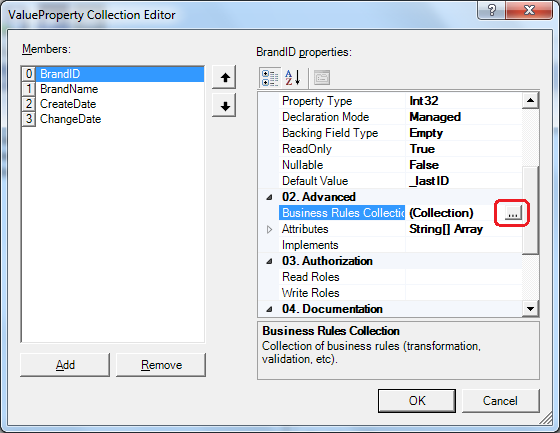 ValueProperty Collection Editor
Members:
0 BrandID
1 BrandName
2 CreateDate
3 ChangeDate
Add
Remove
BrandID properties:
Property Type Int32
Declaration Mode Managed
Backing Field Type Empty
ReadOnly True
Nullable False
Default Value _lastID
02. Advanced
Business Rules Collectio (Collection) ...
Attributes String[] Array
Implements
03. Authorization
Read Roles
Write Roles
04. Documentation
Business Rules Collection
Collection of business rules (transformation,
validation, etc).
OK
Cancel